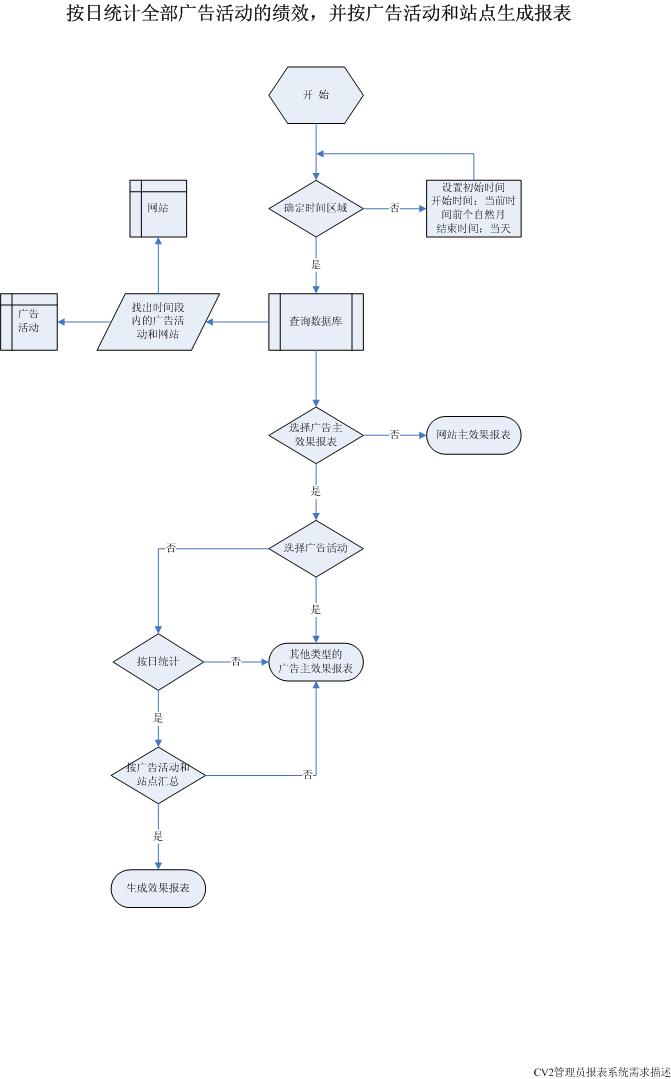 按日统计全部广告活动的绩效，并按广告活动和站点生成报表
开 始
网站
确定时间区域
否
设置初始时间
开始时间：当前时
间前个自然月
结束时间：当天
是
广告
活动
找出时间段
内的广告活
动和网站
查询数据库
选择广告主
效果报表
否
网站主效果报表
是
否
选择广告活动
是
按日统计
否
其他类型的
广告主效果报表
是
按广告活动和
站点汇总
否
是
生成效果报表
CV2管理员报表系统需求描述